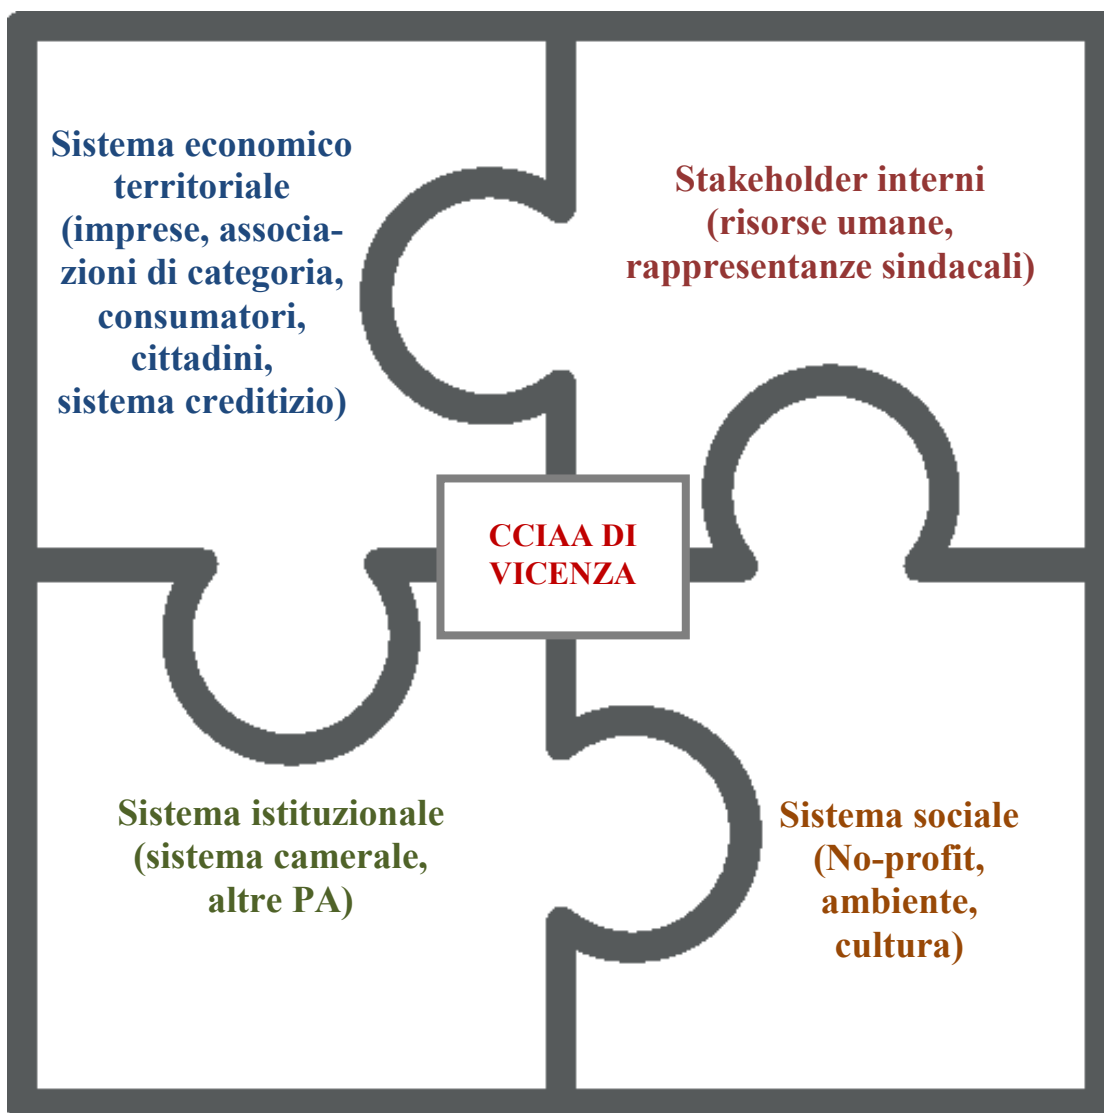 Sistema economico
territoriale
(imprese, associa-
zioni di categoria,
consumatori,
cittadini,
sistema creditizio)
Stakeholder interni
(risorse umane,
rappresentanze sindacali)
CCIAA DI
VICENZA
Sistema istituzionale
(sistema camerale,
altre PA)
Sistema sociale
(No-profit,
ambiente,
cultura)